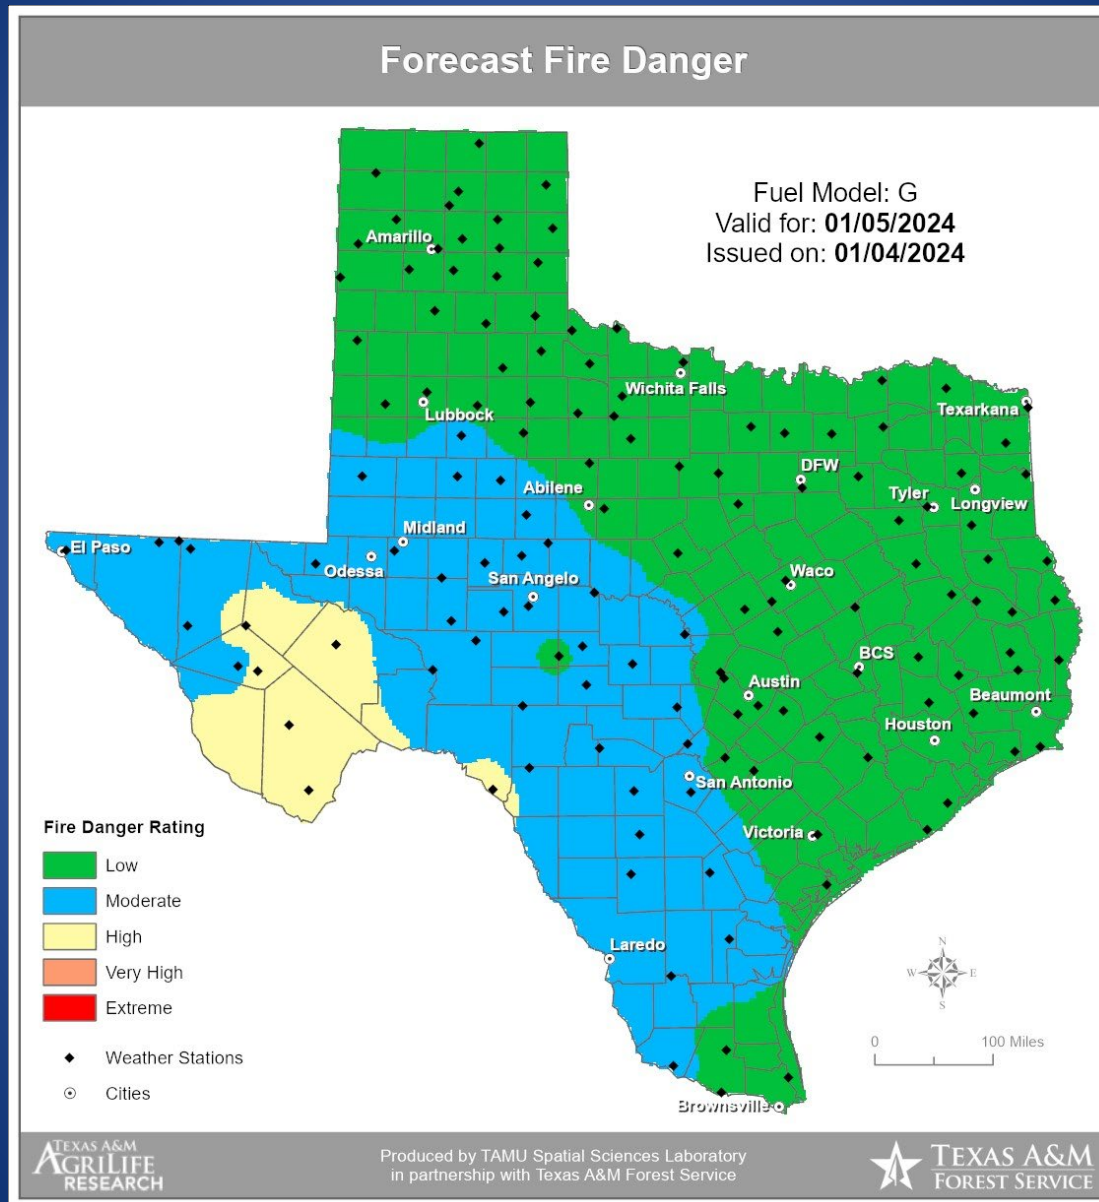 Forecast Fire Danger
Fuel Model: G
Valid for: 01/05/2024
Issued on: 01/04/2024
Amarillo
Wichita Falls
Lubbock
Texarkana
DFW
Abilene
Tyler
Longview
Midland
El Paso
Odessa
San Angelo
Waco
BCS
Austin
Beaumont
Houston
San Antonio
Victoria
Laredo
Brownsville
Fire Danger Rating
Low
Moderate
High
Very High
Extreme
Weather Stations
Cities
N
W E
S
0 100 Miles
TEXAS A&M
AGRILIFE
RESEARCH
Produced by TAMU Spatial Sciences Laboratory
in partnership with Texas A&M Forest Service
TEXAS A&M
FOREST SERVICE